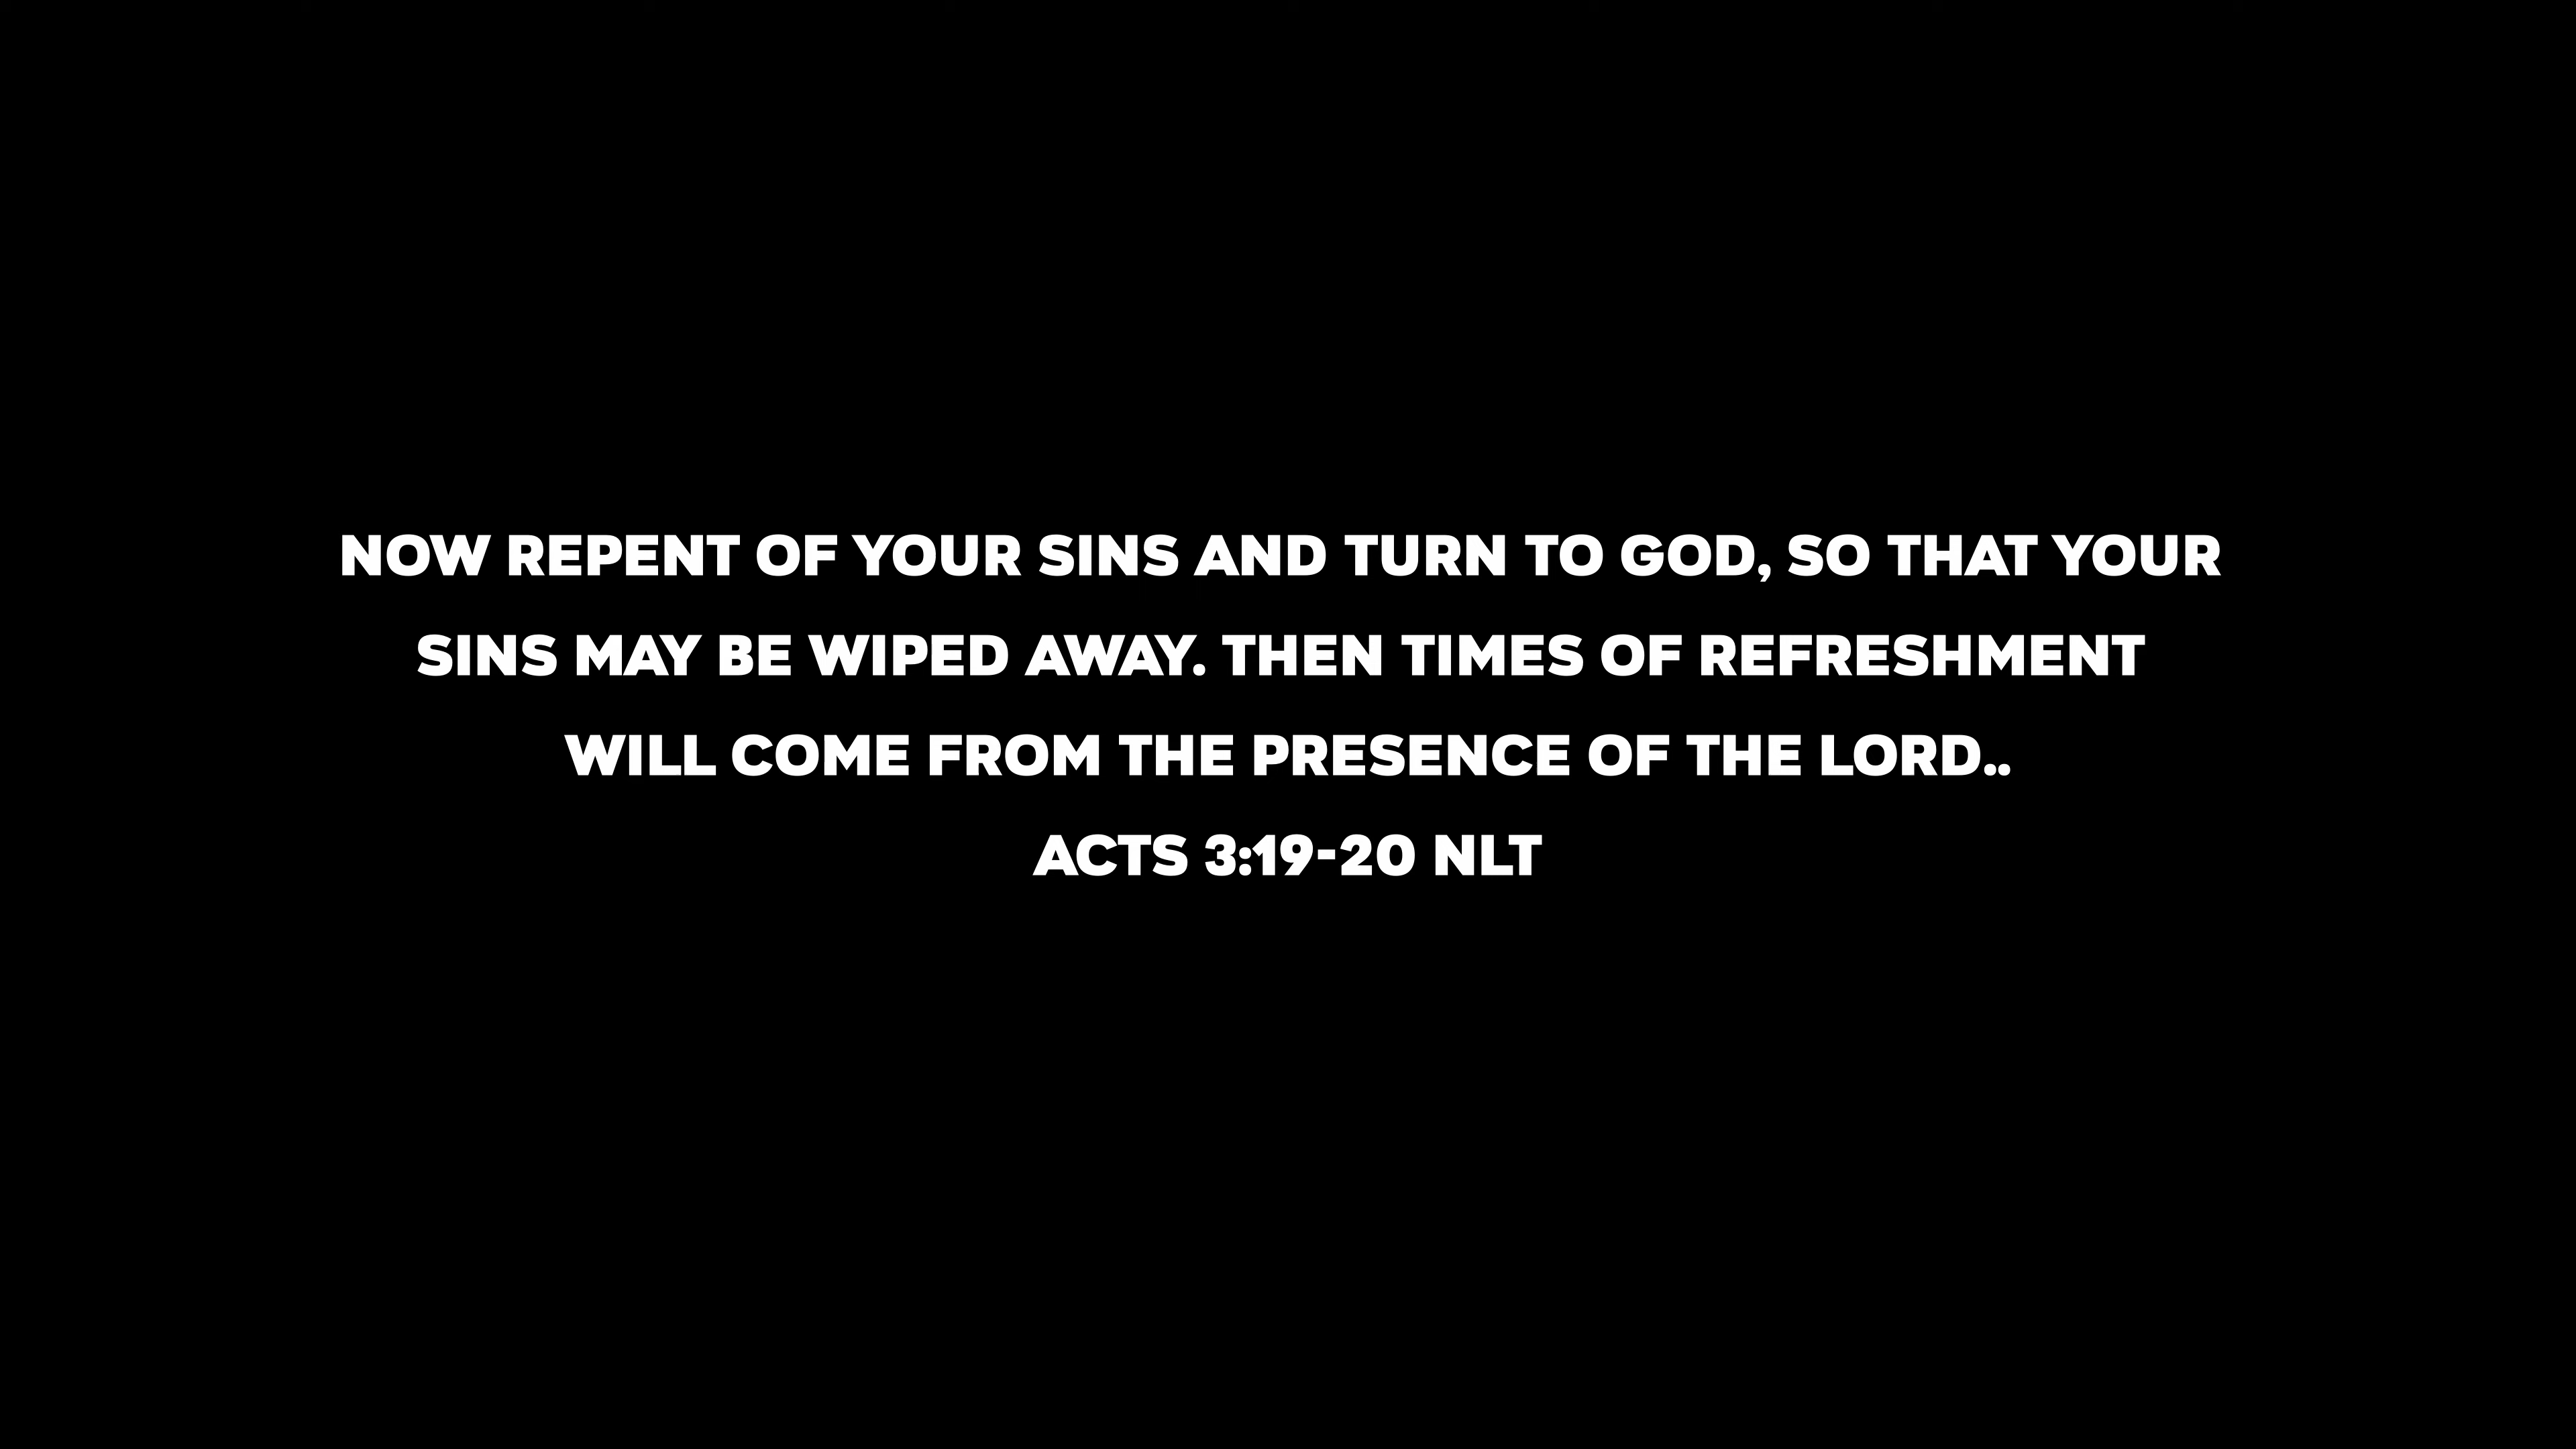 NOW REPENT OF YOUR SINS AND TURN TO GOD, SO THAT YOUR
SINS MAY BE WIPED AWAY. THEN TIMES OF REFRESHMENT
WILL COME FROM THE PRESENCE OF THE LORD..
ACTS 3:19-20 NLT